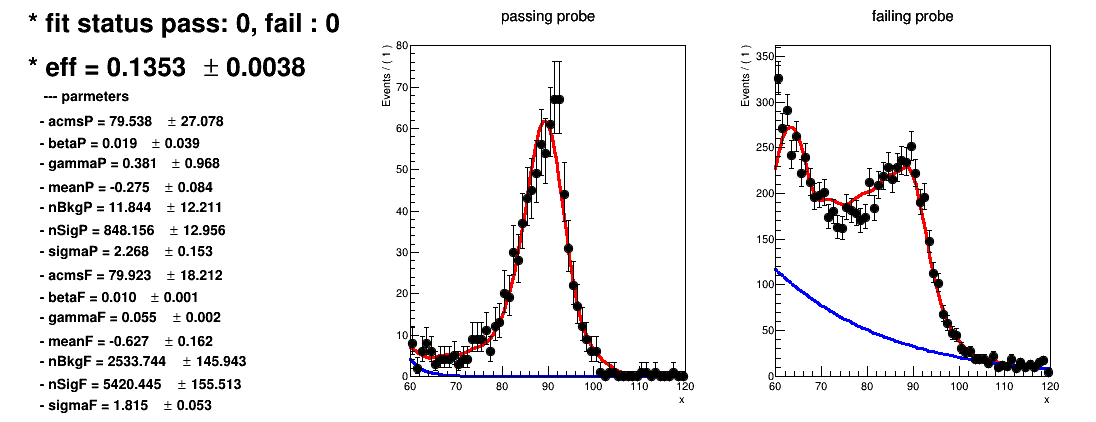 * fit status pass: 0, fail : 0
* eff = 0.1353 ± 0.0038
--- parmeters
- acmsP = 79.538 ± 27.078
- betaP = 0.019 ± 0.039
- gammaP = 0.381 ± 0.968
- meanP = -0.275 ± 0.084
- nBkgP = 11.844 ± 12.211
- nSigP = 848.156 ± 12.956
- sigmaP = 2.268 ± 0.153
- acmsF = 79.923 ± 18.212
- betaF = 0.010 ± 0.001
- gammaF = 0.055 ± 0.002
- meanF = -0.627 ± 0.162
- nBkgF = 2533.744 ± 145.943
- nSigF = 5420.445 ± 155.513
- sigmaF = 1.815 ± 0.053
passing probe
Events / ( 1 )
80
70
60
50
40
30
20
10
0
60 70 80 90 100 110 120
x
failing probe
Events / ( 1 )
350
300
250
200
150
100
50
0
60 70 80 90 100 110 120
x